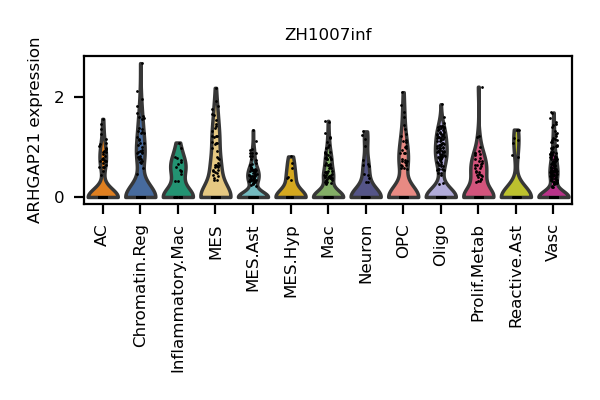 ZH1007inf
ARHGAP21 expression
2
0
AC
Chromatin.Reg
Inflammatory.Mac
MES
MES.Ast
MES.Hyp
Mac
Neuron
OPC
Oligo
Prolif.Metab
Reactive.Ast
Vasc